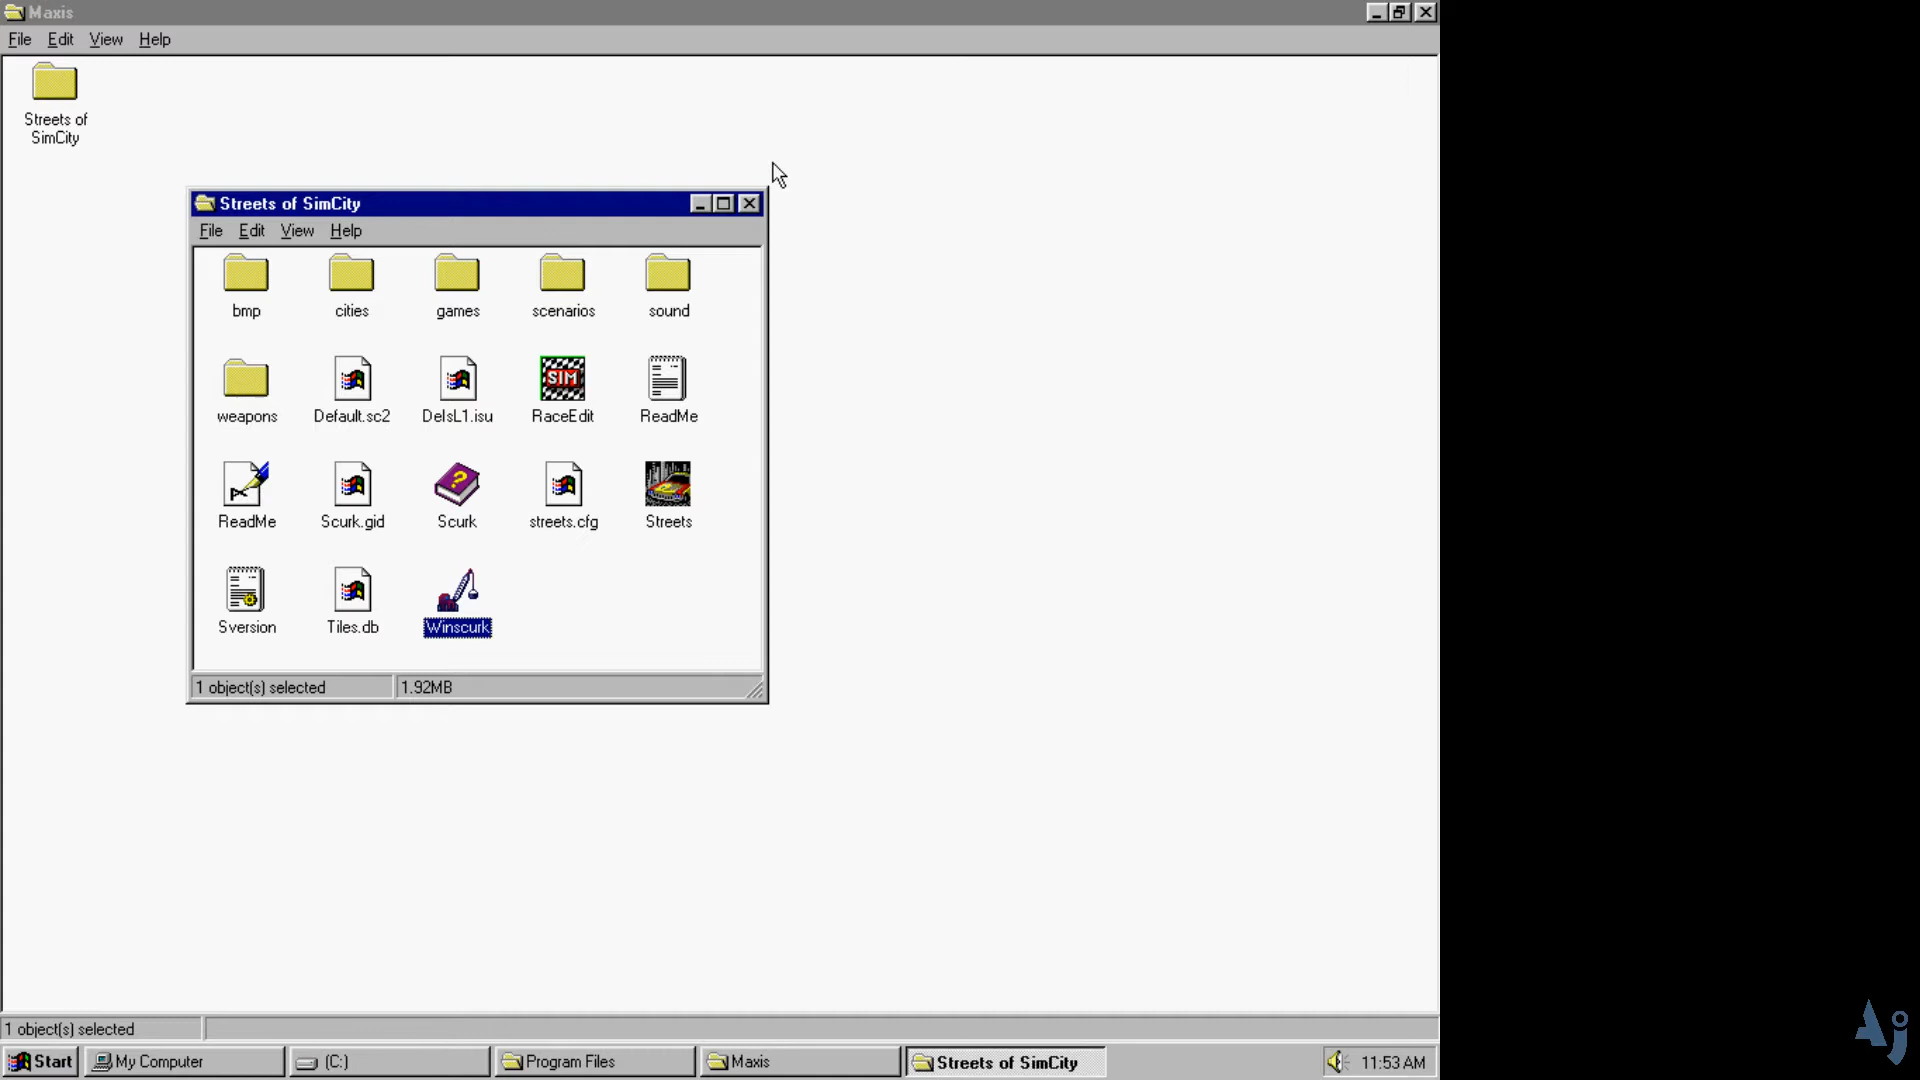 Maxis
File Edit View Help
Streets of
SimCity
Streets of SimCity
File Edit View Help
bmp cities games scenarios sound
SIM
weapons Default.sc2 DeIsL1.isu RaceEdit ReadMe
ReadMe Scurk.gid Scurk streets.cfg Streets
Sversion Tiles.db Winscurk
1 object(s) selected 1.92MB
1 object(s) selected
Start My Computer (C:) Program Files Maxis Streets of SimCity 11:53 AM
Aj